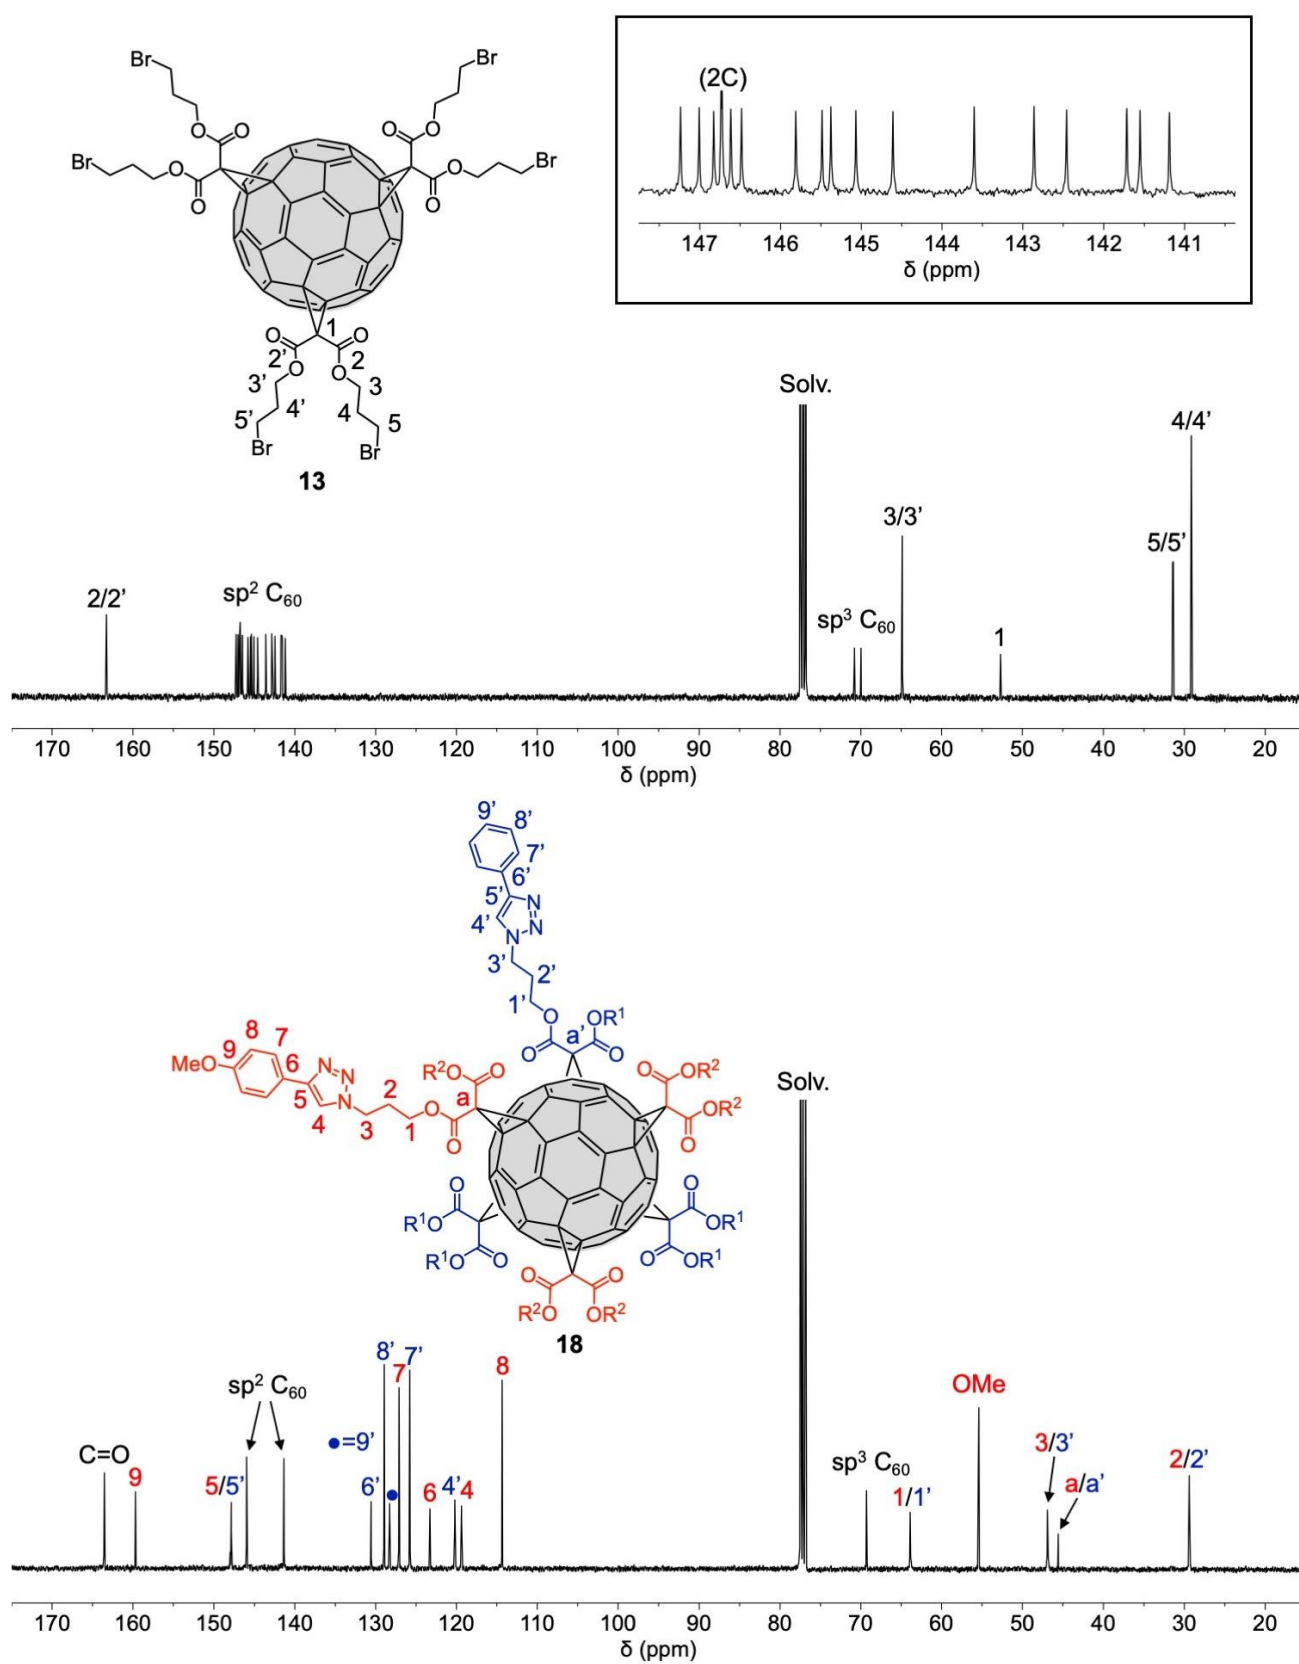 Br
Br
(2C)
O
O
O
O
Br
O
O
Br
O
O
O
O
147 146 145 144 143 142 141
δ (ppm)
1
O
O
2'
2
O
O
3'
3
4'
4
5'
5
Br
Br
13
Solv.
4/4'
3/3'
5/5'
2/2'
sp² C₆₀
sp³ C₆₀
1
170 160 150 140 130 120 110 100 90 80 70 60 50 40 30 20
δ (ppm)
9'
8'
7'
6'
5'
N
4'
N
N
3'
2'
1'
O
OR¹
a'
O
O
8
7
MeO
9
6
N
N
5
N
4
3
2
1
R²O
O
a
O
O
O
OR²
OR²
O
Solv.
O
R¹O
R¹O
O
O
OR¹
O
OR¹
O
O
R²O
OR²
18
8'
7
7'
8
OMe
sp² C₆₀
•=9'
C=O
9
5/5'
6'
6
4'
4
sp³ C₆₀
1/1'
3/3'
a/a'
2/2'
170 160 150 140 130 120 110 100 90 80 70 60 50 40 30 20
δ (ppm)